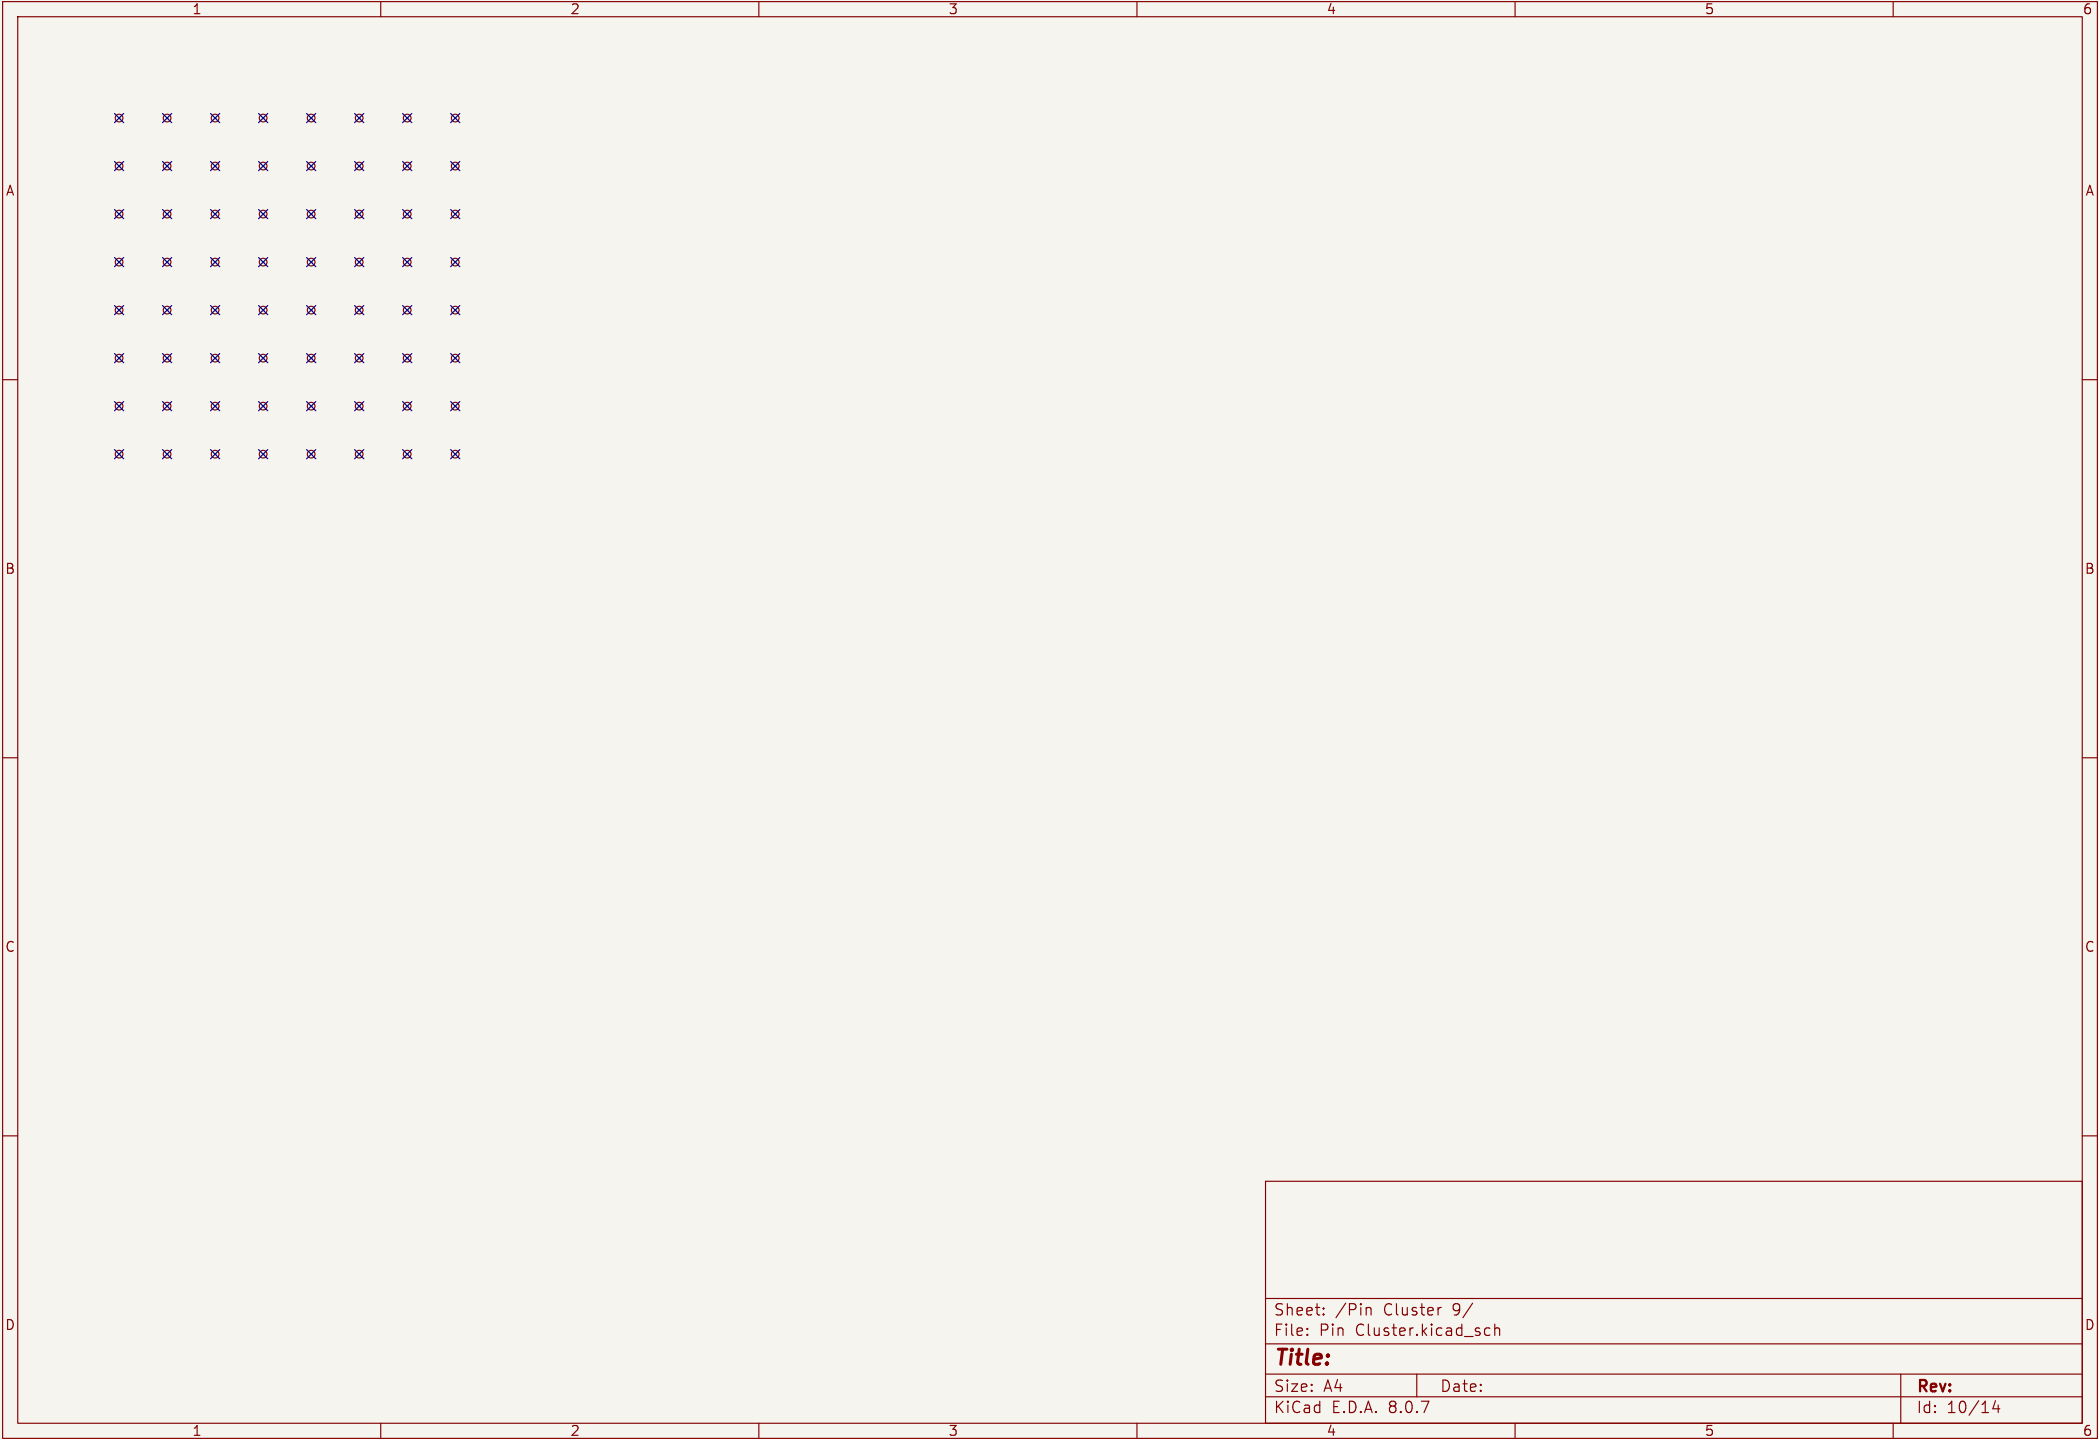 1 2 3 4 5 6
A A
B B
C C
D D
Sheet: /Pin Cluster 9/
File: Pin Cluster.kicad_sch
Title:
Size: A4 Date: Rev:
KiCad E.D.A. 8.0.7 Id: 10/14
1 2 3 4 5 6